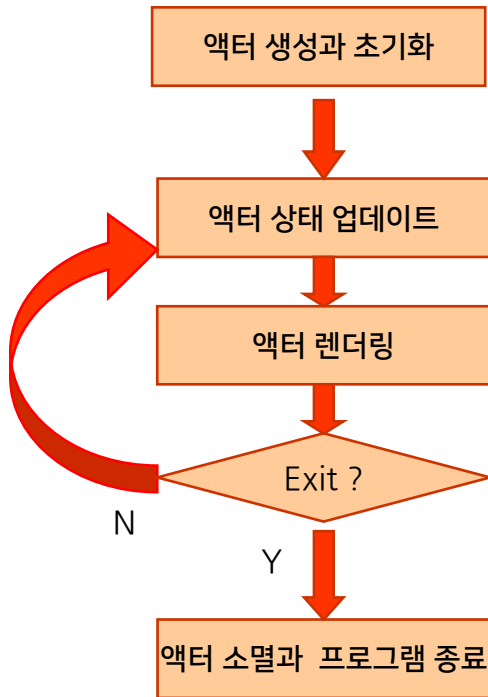 액터 생성과 초기화
액터 상태 업데이트
액터 렌더링
Exit ?
N
Y
액터 소멸과 프로그램 종료